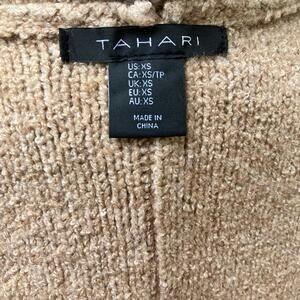 TAHARI
US:XS
CA:XS/TP
UK:XS
EU:XS
AU:XS
MADE IN
CHINA